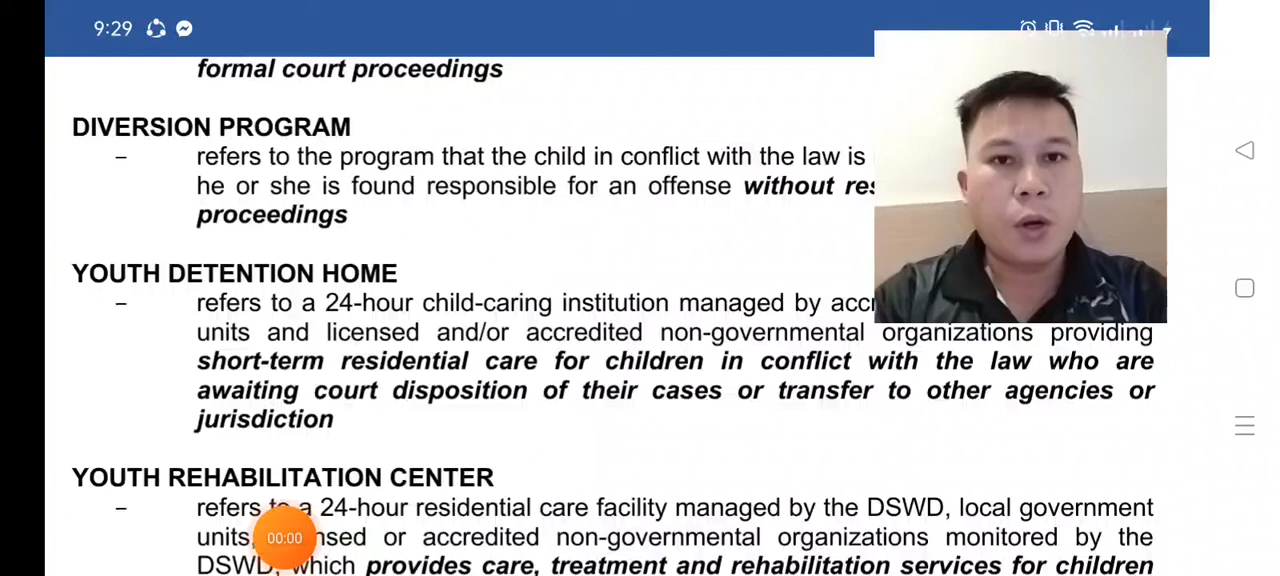 9:29
formal court proceedings
DIVERSION PROGRAM
– refers to the program that the child in conflict with the law is
he or she is found responsible for an offense without
proceedings
YOUTH DETENTION HOME
– refers to a 24-hour child-caring institution managed by
units and licensed and/or accredited non-governmental organizations providing
short-term residential care for children in conflict with the law who are
awaiting court disposition of their cases or transfer to other agencies or
jurisdiction
YOUTH REHABILITATION CENTER
– refers to a 24-hour residential care facility managed by the DSWD, local government
units, or accredited non-governmental organizations monitored by the
DSWD, which provides care, treatment and rehabilitation services for children
00:00